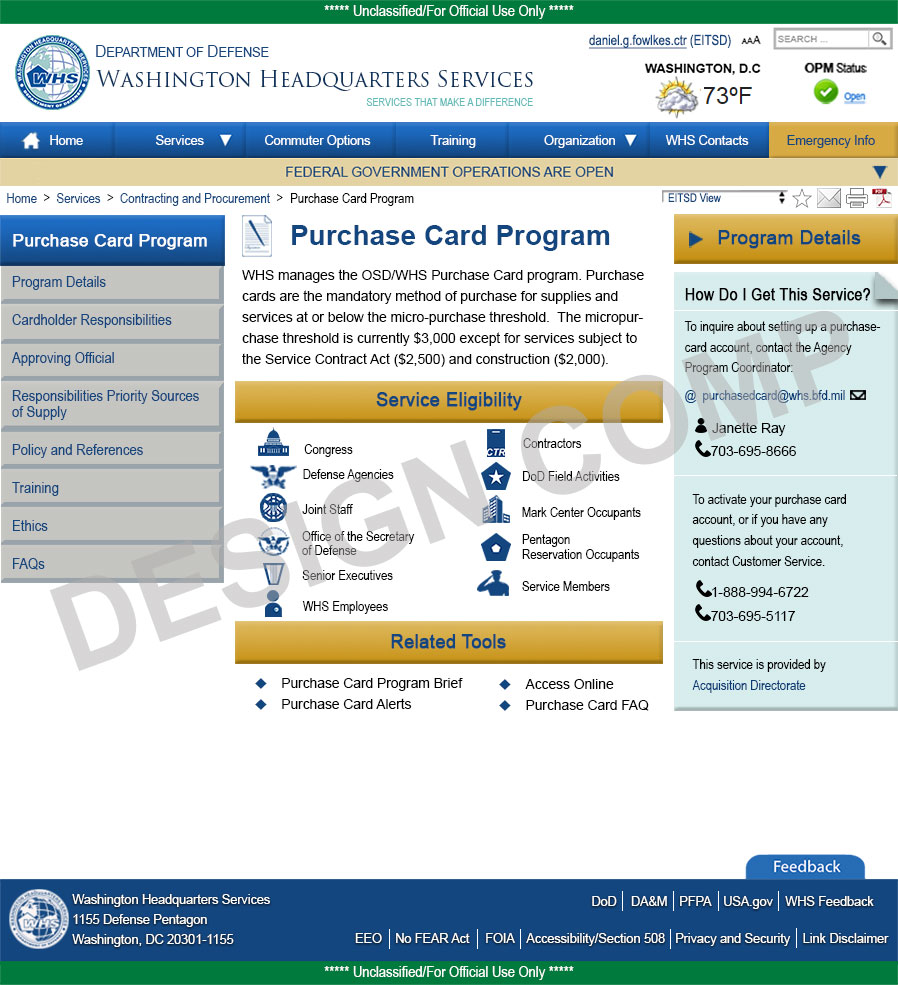 ***** Unclassified/For Official Use Only *****
DEPARTMENT OF DEFENSE
WASHINGTON HEADQUARTERS SERVICES
SERVICES THAT MAKE A DIFFERENCE
WHS
daniel.g.fowlkes.ctr (EITSD) AAA
SEARCH ...
WASHINGTON, D.C
73ºF
OPM Status
Open
Home
Services
Commuter Options
Training
Organization
WHS Contacts
Emergency Info
FEDERAL GOVERNMENT OPERATIONS ARE OPEN
Home > Services > Contracting and Procurement > Purchase Card Program
EITSD View
PDF
Purchase Card Program
Program Details
Cardholder Responsibilities
Approving Official
Responsibilities Priority Sources
of Supply
Policy and References
Training
Ethics
FAQs
Purchase Card Program
WHS manages the OSD/WHS Purchase Card program. Purchase
cards are the mandatory method of purchase for supplies and
services at or below the micro-purchase threshold.  The micropur-
chase threshold is currently $3,000 except for services subject to
the Service Contract Act ($2,500) and construction ($2,000).
Service Eligibility
Congress
Defense Agencies
Joint Staff
Office of the Secretary
of Defense
Senior Executives
WHS Employees
CTR
Contractors
DoD Field Activities
Mark Center Occupants
Pentagon
Reservation Occupants
Service Members
Related Tools
Purchase Card Program Brief
Purchase Card Alerts
Access Online
Purchase Card FAQ
Program Details
How Do I Get This Service?
To inquire about setting up a purchase-
card account, contact the Agency
Program Coordinator:
@ purchasedcard@whs.bfd.mil
Janette Ray
703-695-8666
To activate your purchase card
account, or if you have any
questions about your account,
contact Customer Service.
1-888-994-6722
703-695-5117
This service is provided by
Acquisition Directorate
DESIGN COMP
Feedback
WHS
Washington Headquarters Services
1155 Defense Pentagon
Washington, DC 20301-1155
DoD | DA&M | PFPA | USA.gov | WHS Feedback
EEO | No FEAR Act | FOIA | Accessibility/Section 508 | Privacy and Security | Link Disclaimer
***** Unclassified/For Official Use Only *****